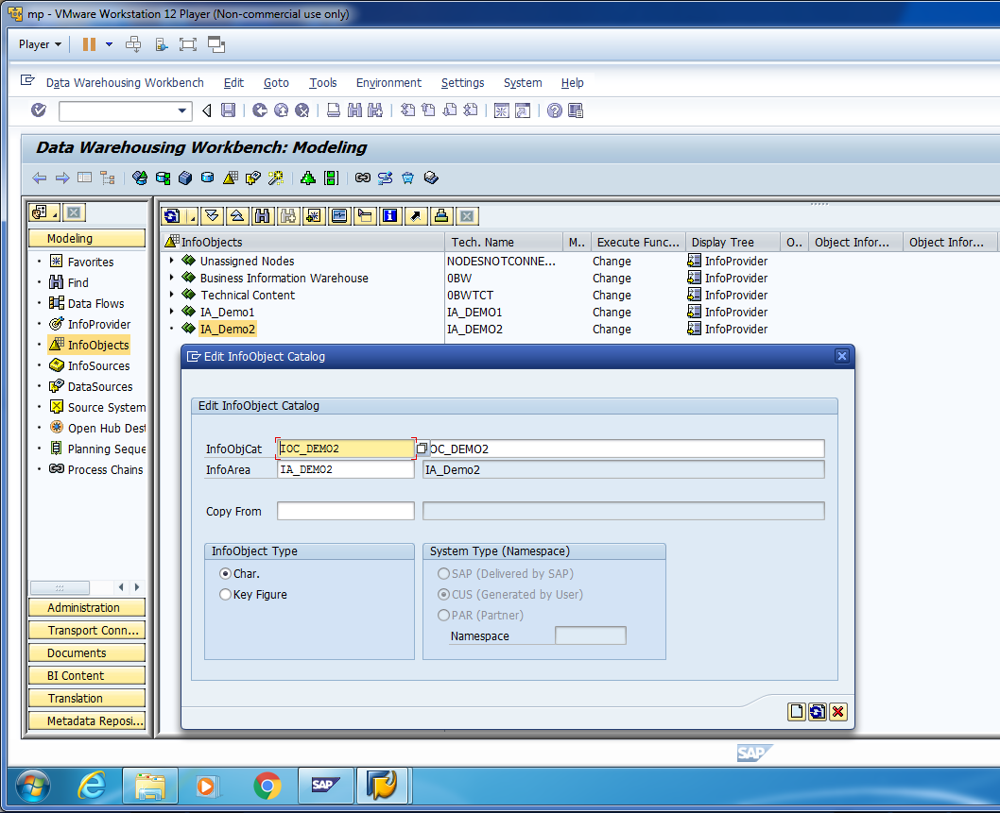 mp - VMware Workstation 12 Player (Non-commercial use only)
Player
Data Warehousing Workbench Edit Goto Tools Environment Settings System Help
Data Warehousing Workbench: Modeling
Modeling
Favorites
Find
Data Flows
InfoProvider
InfoObjects
InfoSources
DataSources
Source System
Open Hub Dest
Planning Seque
Process Chains
Administration
Transport Conn...
Documents
BI Content
Translation
Metadata Reposi...
InfoObjects Tech. Name M.. Execute Func... Display Tree O.. Object Infor... Object Infor...
Unassigned Nodes NODESNOTCONNE... Change InfoProvider
Business Information Warehouse 0BW Change InfoProvider
Technical Content 0BWTCT Change InfoProvider
IA_Demo1 IA_DEMO1 Change InfoProvider
IA_Demo2 IA_DEMO2 Change InfoProvider
Edit InfoObject Catalog
Edit InfoObject Catalog
InfoObjCat IOC_DEMO2 OC_DEMO2
InfoArea IA_DEMO2 IA_Demo2
Copy From
InfoObject Type
Char.
Key Figure
System Type (Namespace)
SAP (Delivered by SAP)
CUS (Generated by User)
PAR (Partner)
Namespace
SAP
SAP